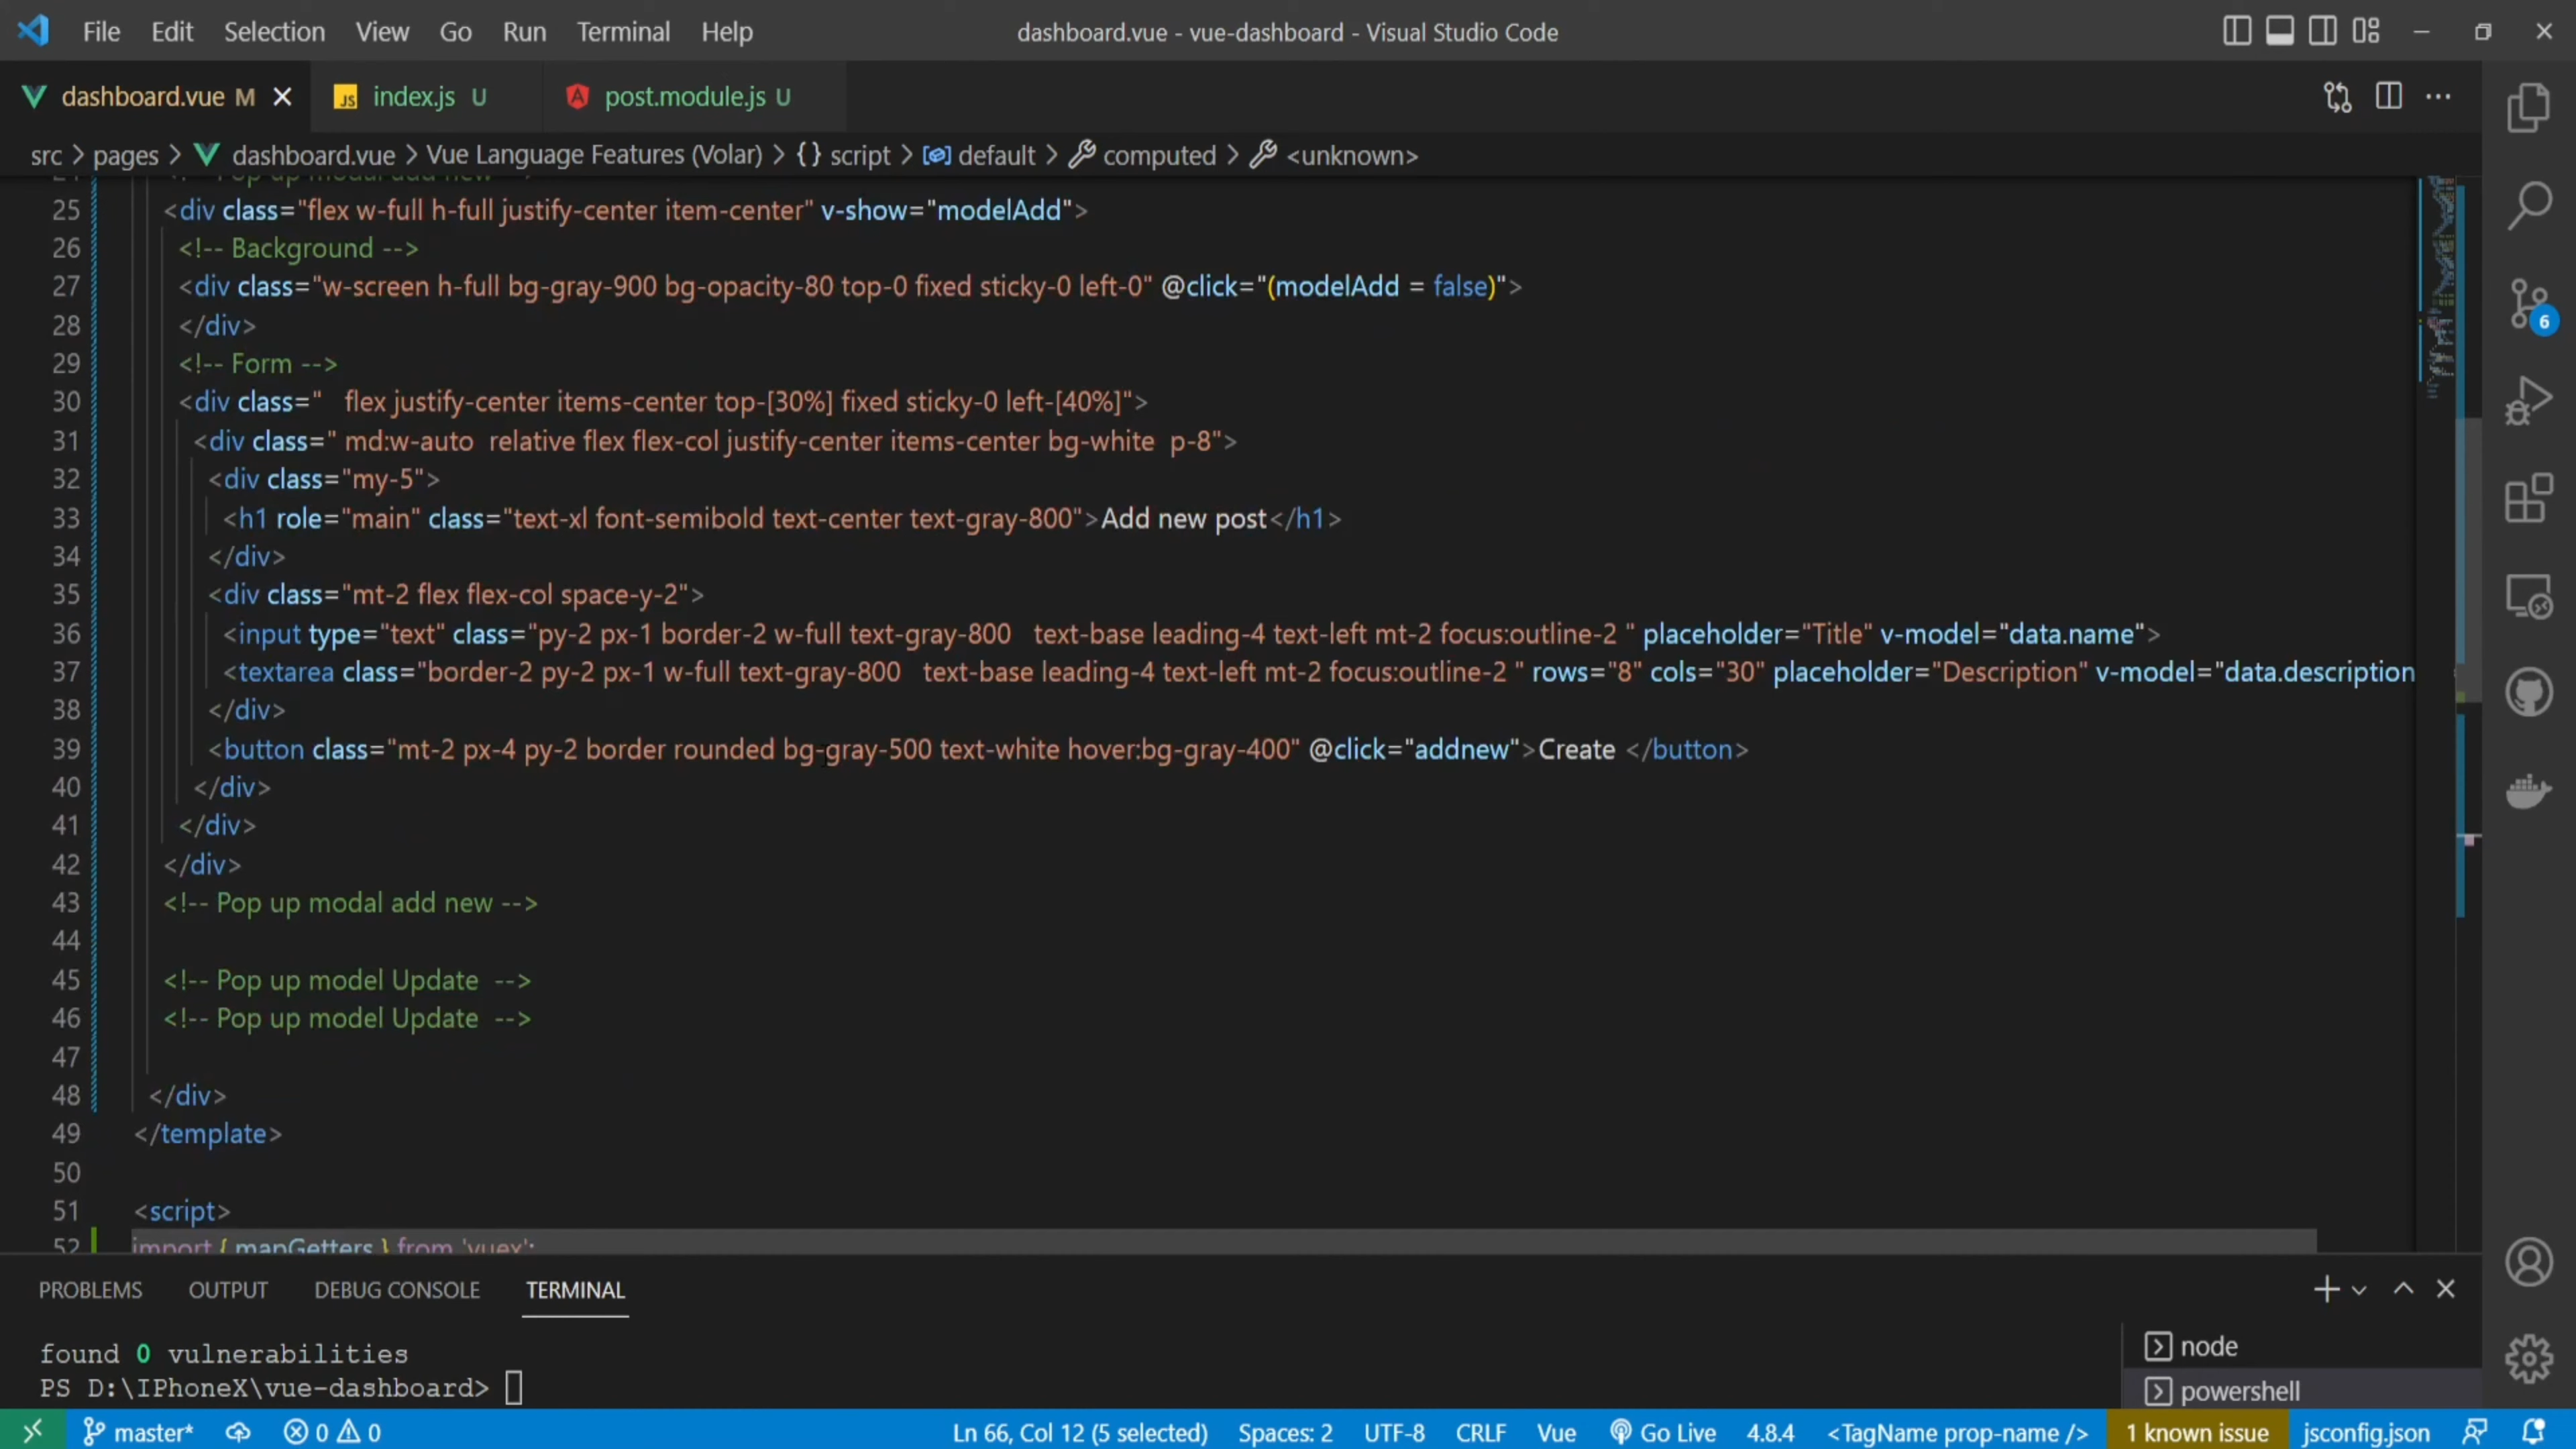 File Edit Selection View Go Run Terminal Help dashboard.vue - vue-dashboard - Visual Studio Code
dashboard.vue M index.js U post.module.js U
src > pages > dashboard.vue > Vue Language Features (Volar) > {} script > default > computed > <unknown>
25 <div class="flex w-full h-full justify-center item-center" v-show="modelAdd">
26 <!-- Background -->
27 <div class="w-screen h-full bg-gray-900 bg-opacity-80 top-0 fixed sticky-0 left-0" @click="(modelAdd = false)">
28 </div>
29 <!-- Form -->
30 <div class="   flex justify-center items-center top-[30%] fixed sticky-0 left-[40%]">
31 <div class=" md:w-auto  relative flex flex-col justify-center items-center bg-white  p-8">
32 <div class="my-5">
33 <h1 role="main" class="text-xl font-semibold text-center text-gray-800">Add new post</h1>
34 </div>
35 <div class="mt-2 flex flex-col space-y-2">
36 <input type="text" class="py-2 px-1 border-2 w-full text-gray-800   text-base leading-4 text-left mt-2 focus:outline-2 " placeholder="Title" v-model="data.name">
37 <textarea class="border-2 py-2 px-1 w-full text-gray-800   text-base leading-4 text-left mt-2 focus:outline-2 " rows="8" cols="30" placeholder="Description" v-model="data.description
38 </div>
39 <button class="mt-2 px-4 py-2 border rounded bg-gray-500 text-white hover:bg-gray-400" @click="addnew">Create </button>
40 </div>
41 </div>
42 </div>
43 <!-- Pop up modal add new -->
44
45 <!-- Pop up model Update  -->
46 <!-- Pop up model Update  -->
47
48 </div>
49 </template>
50
51 <script>
52 import { mapGetters } from 'vuex';
6
PROBLEMS OUTPUT DEBUG CONSOLE TERMINAL
found 0 vulnerabilities
PS D:\IPhoneX\vue-dashboard>
node
powershell
master* 0 0 Ln 66, Col 12 (5 selected) Spaces: 2 UTF-8 CRLF Vue Go Live 4.8.4 <TagName prop-name /> 1 known issue jsconfig.json